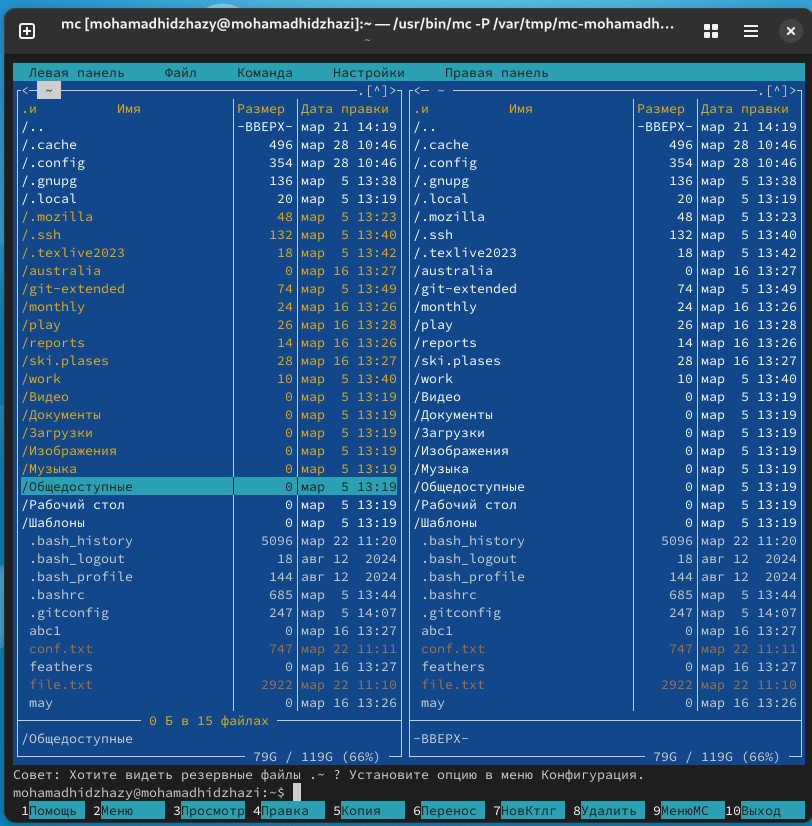 mc [mohamadhidzhazy@mohamadhidzhazi]:~ — /usr/bin/mc -P /var/tmp/mc-mohamadh…
~
Левая панель Файл Команда Настройки Правая панель
<─ ~ ─.[^]>
.и Имя Размер Дата правки
/.. -ВВЕРХ- мар 21 14:19
/.cache 496 мар 28 10:46
/.config 354 мар 28 10:46
/.gnupg 136 мар 5 13:38
/.local 20 мар 5 13:19
/.mozilla 48 мар 5 13:23
/.ssh 132 мар 5 13:40
/.texlive2023 18 мар 5 13:42
/australia 0 мар 16 13:27
/git-extended 74 мар 5 13:49
/monthly 24 мар 16 13:26
/play 26 мар 16 13:28
/reports 14 мар 16 13:26
/ski.plases 28 мар 16 13:27
/work 10 мар 5 13:40
/Видео 0 мар 5 13:19
/Документы 0 мар 5 13:19
/Загрузки 0 мар 5 13:19
/Изображения 0 мар 5 13:19
/Музыка 0 мар 5 13:19
/Общедоступные 0 мар 5 13:19
/Рабочий стол 0 мар 5 13:19
/Шаблоны 0 мар 5 13:19
.bash_history 5096 мар 22 11:20
.bash_logout 18 авг 12 2024
.bash_profile 144 авг 12 2024
.bashrc 685 мар 5 13:44
.gitconfig 247 мар 5 14:07
abc1 0 мар 16 13:27
conf.txt 747 мар 22 11:11
feathers 0 мар 16 13:27
file.txt 2922 мар 22 11:10
may 0 мар 16 13:26
0 Б в 15 файлах
/Общедоступные
79G / 119G (66%)
<─ ~ ─.[^]>
.и Имя Размер Дата правки
/.. -ВВЕРХ- мар 21 14:19
/.cache 496 мар 28 10:46
/.config 354 мар 28 10:46
/.gnupg 136 мар 5 13:38
/.local 20 мар 5 13:19
/.mozilla 48 мар 5 13:23
/.ssh 132 мар 5 13:40
/.texlive2023 18 мар 5 13:42
/australia 0 мар 16 13:27
/git-extended 74 мар 5 13:49
/monthly 24 мар 16 13:26
/play 26 мар 16 13:28
/reports 14 мар 16 13:26
/ski.plases 28 мар 16 13:27
/work 10 мар 5 13:40
/Видео 0 мар 5 13:19
/Документы 0 мар 5 13:19
/Загрузки 0 мар 5 13:19
/Изображения 0 мар 5 13:19
/Музыка 0 мар 5 13:19
/Общедоступные 0 мар 5 13:19
/Рабочий стол 0 мар 5 13:19
/Шаблоны 0 мар 5 13:19
.bash_history 5096 мар 22 11:20
.bash_logout 18 авг 12 2024
.bash_profile 144 авг 12 2024
.bashrc 685 мар 5 13:44
.gitconfig 247 мар 5 14:07
abc1 0 мар 16 13:27
conf.txt 747 мар 22 11:11
feathers 0 мар 16 13:27
file.txt 2922 мар 22 11:10
may 0 мар 16 13:26
-ВВЕРХ-
79G / 119G (66%)
Совет: Хотите видеть резервные файлы .~ ? Установите опцию в меню Конфигурация.
mohamadhidzhazy@mohamadhidzhazi:~$
1Помощь 2Меню 3Просмотр 4Правка 5Копия 6Перенос 7НовКтлг 8Удалить 9МенюМС 10Выход